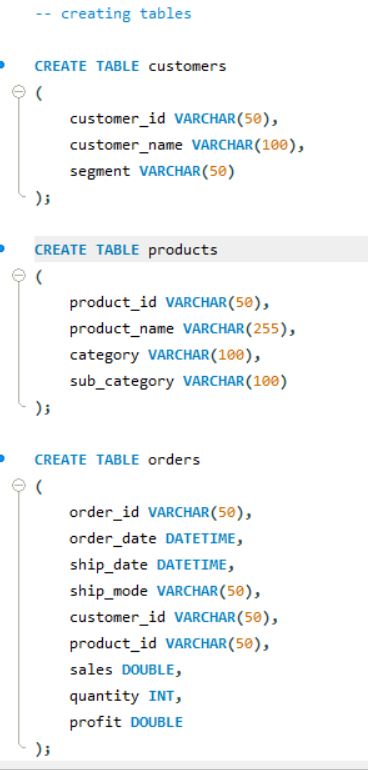 -- creating tables
CREATE TABLE customers
(
customer_id VARCHAR(50),
customer_name VARCHAR(100),
segment VARCHAR(50)
);
CREATE TABLE products
(
product_id VARCHAR(50),
product_name VARCHAR(255),
category VARCHAR(100),
sub_category VARCHAR(100)
);
CREATE TABLE orders
(
order_id VARCHAR(50),
order_date DATETIME,
ship_date DATETIME,
ship_mode VARCHAR(50),
customer_id VARCHAR(50),
product_id VARCHAR(50),
sales DOUBLE,
quantity INT,
profit DOUBLE
);